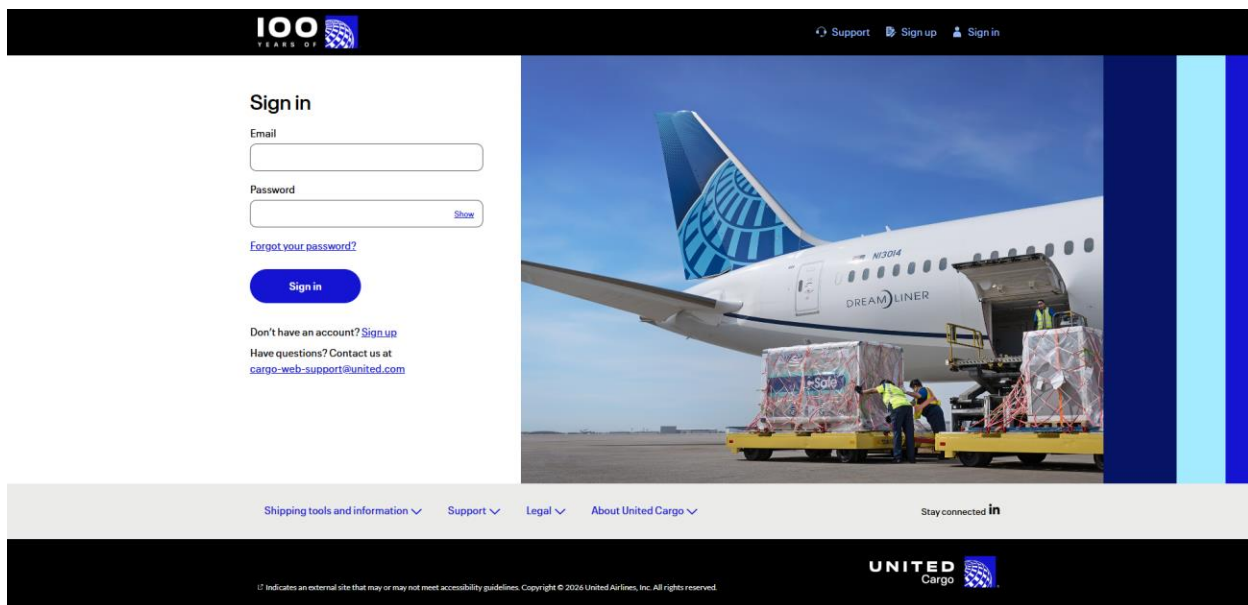 100
YEARS OF
Support
Sign up
Sign in
Sign in
Email
Password
Show
Forgot your password?
Sign in
Don't have an account? Sign up
Have questions? Contact us at
cargo-web-support@united.com
N13014
DREAMLINER
Safe
Shipping tools and information
Support
Legal
About United Cargo
Stay connected in
UNITED
Cargo
Indicates an external site that may or may not meet accessibility guidelines. Copyright © 2026 United Airlines, Inc. All rights reserved.